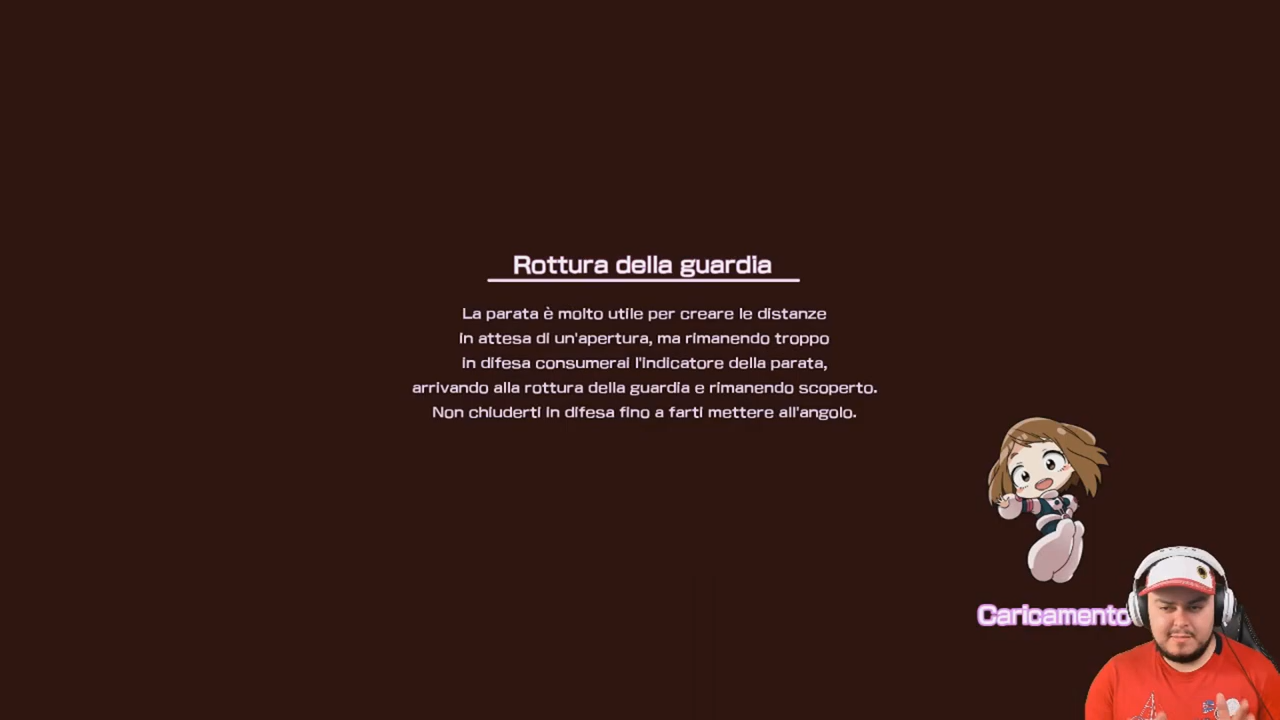 Rottura della guardia
La parata è molto utile per creare le distanze
in attesa di un'apertura, ma rimanendo troppo
in difesa consumerai l'indicatore della parata,
arrivando alla rottura della guardia e rimanendo scoperto.
Non chiuderti in difesa fino a farti mettere all'angolo.
Caricamento